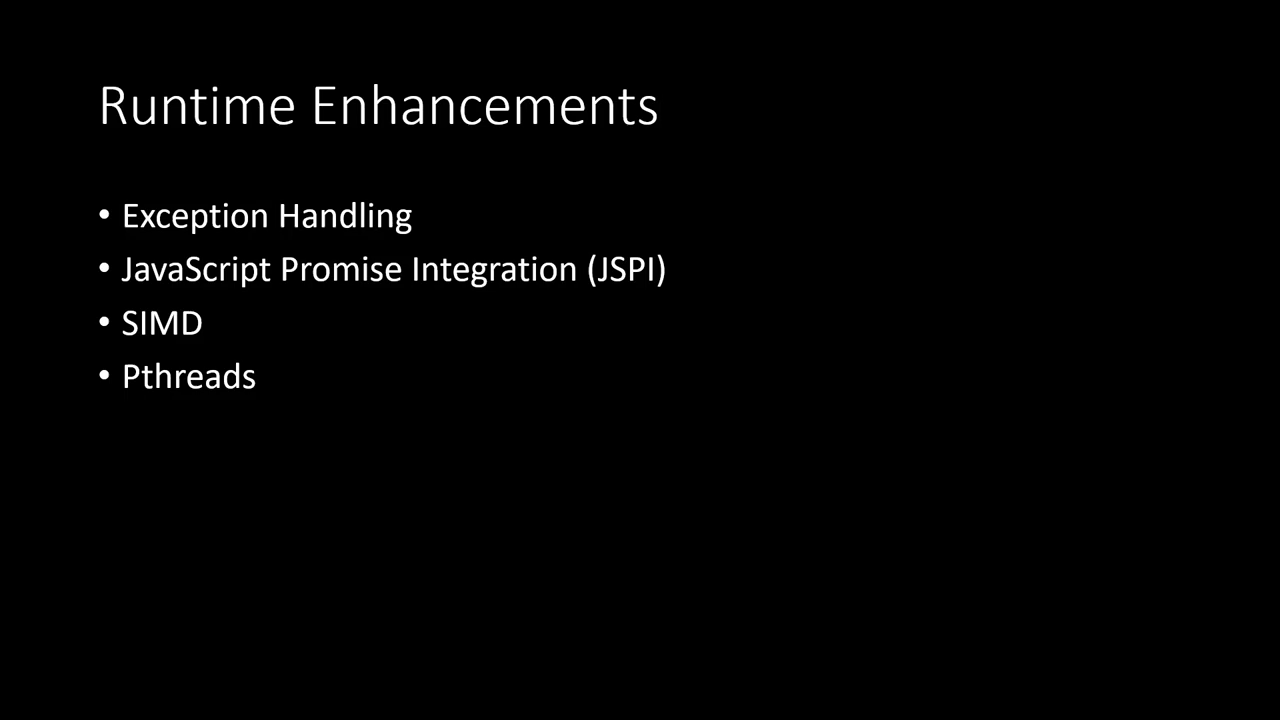 Runtime Enhancements
• Exception Handling
• JavaScript Promise Integration (JSPI)
• SIMD
• Pthreads